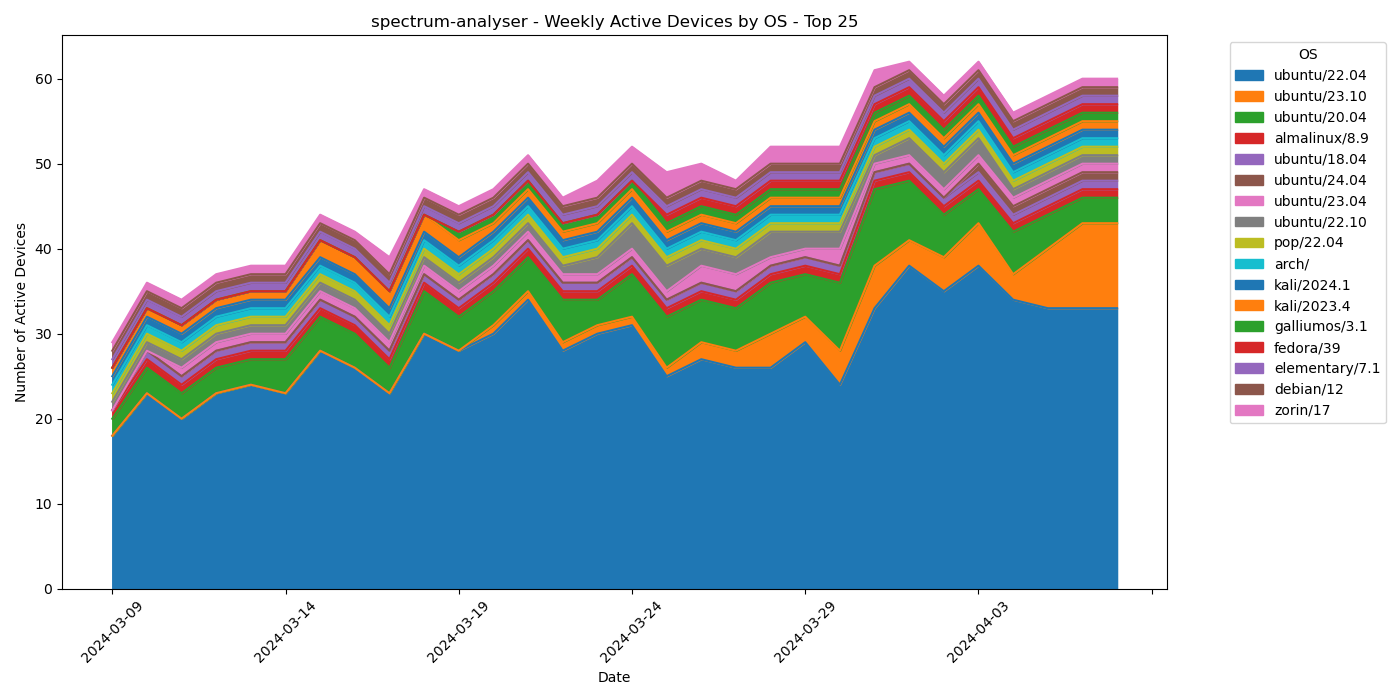 spectrum-analyser - Weekly Active Devices by OS - Top 25
Number of Active Devices
60
50
40
30
20
10
0
2024-03-09
2024-03-14
2024-03-19
2024-03-24
2024-03-29
2024-04-03
Date
OS
ubuntu/22.04
ubuntu/23.10
ubuntu/20.04
almalinux/8.9
ubuntu/18.04
ubuntu/24.04
ubuntu/23.04
ubuntu/22.10
pop/22.04
arch/
kali/2024.1
kali/2023.4
galliumos/3.1
fedora/39
elementary/7.1
debian/12
zorin/17